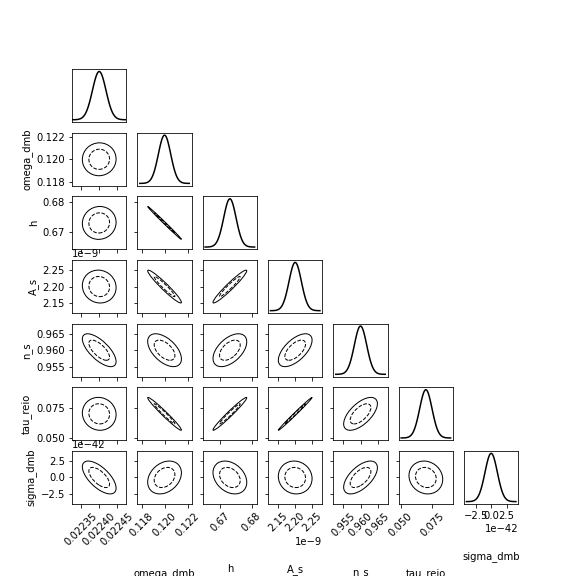 0.122
0.120
0.118
omega_dmb
0.68
0.67
h
1e−9
2.25
2.20
2.15
A_s
0.965
0.960
0.955
n_s
0.075
0.050
tau_reio
1e−42
2.5
0.0
−2.5
sigma_dmb
0.02235 0.02240 0.02245 0.118 0.120 0.122 0.67 0.68 2.15 2.20 2.25 0.955 0.960 0.965 0.050 0.075 −2.5 0.0 2.5
1e−9 1e−42
omega_dmb h A_s n_s tau_reio sigma_dmb